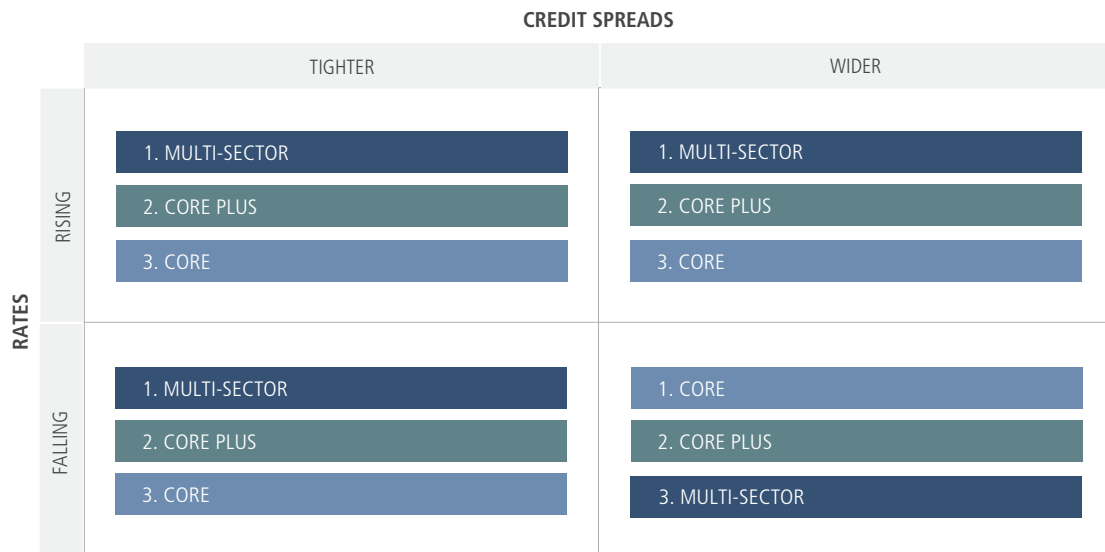 CREDIT SPREADS
TIGHTER
WIDER
RATES
RISING
1. MULTI-SECTOR
2. CORE PLUS
3. CORE
1. MULTI-SECTOR
2. CORE PLUS
3. CORE
FALLING
1. MULTI-SECTOR
2. CORE PLUS
3. CORE
1. CORE
2. CORE PLUS
3. MULTI-SECTOR